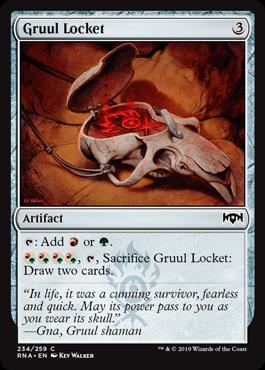 Gruul Locket 3
Artifact
: Add or .
, , Sacrifice Gruul Locket:
Draw two cards.
"In life, it was a cunning survivor, fearless
and quick. May its power pass to you as
you wear its skull."
—Gna, Gruul shaman
234/259 C
RNA • EN Key Walker
™ & © 2019 Wizards of the Coast